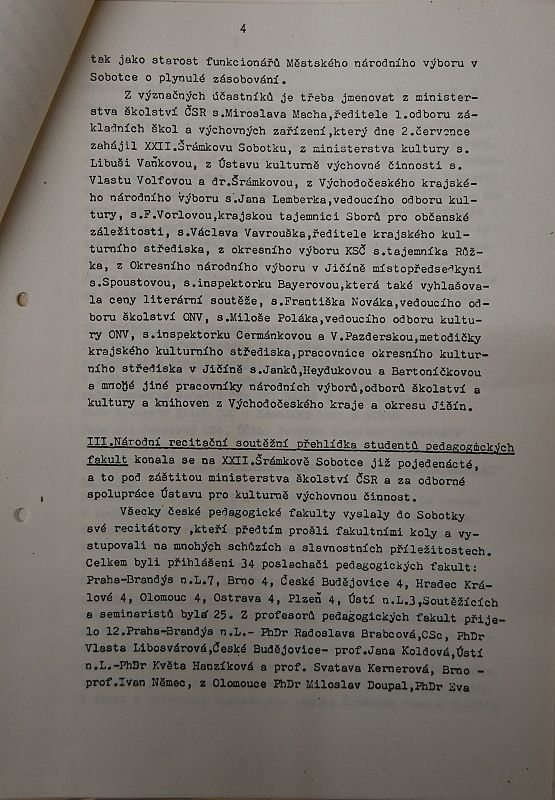 4
tak jako starost funkcionářů Městského národního výboru v
Sobotce o plynulé zásobování.
Z význačných účastníků je třeba jmenovat z minister-
stva školství ČSR s.Miroslava Macha,ředitele 1.odboru zá-
kladních škol a výchovných zařízení,který dne 2.července
zahájil XXII.Šrámkovu Sobotku, z ministerstva kultury s.
Libuši Vaňkovou, z Ústavu kulturně výchovné činnosti s.
Vlastu Volfovou a dr.Šrámkovou, z Východočeského krajské-
ho národního výboru s.Jana Lemberka,vedoucího odboru kul-
tury, s.F.Vorlovou,krajskou tajemnici Sborů pro občanské
záležitosti, s.Václava Vavrouška,ředitele krajského kul-
turního střediska, z okresního výboru KSČ s.tajemníka Růž-
ka, z Okresního národního výboru v Jičíně místopředsedkyni
s.Spoustovou, s.inspektorku Bayerovou,která také vyhlašova-
la ceny literární soutěže, s.Františka Nováka,vedoucího od-
boru školství ONV, s.Miloše Poláka,vedoucího odboru kultu-
ry ONV, s.inspektorku Čermánkovou a V.Pazderskou,metodičky
krajského kulturního střediska,pracovnice okresního kultur-
ního střediska v Jičíně s.Janků,Heydukovou a Bartoníčkovou
a mnohé jiné pracovníky národních výborů,odborů školství a
kultury a knihoven z Východočeského kraje a okresu Jičín.
III.Národní recitační soutěžní přehlídka studentů pedagogických
fakult konala se na XXII.Šrámkově Sobotce již pojedenácté,
a to pod záštitou ministerstva školství ČSR a za odborné
spolupráce Ústavu pro kulturně výchovnou činnost.
Všecky české pedagogické fakulty vyslaly do Sobotky
své recitátory ,kteří předtím prošli fakultními koly a vy-
stupovali na mnohých schůzích a slavnostních příležitostech.
Celkem byli přihlášeni 34 poslachači pedagogických fakult:
Praha-Brandýs n.L.7, Brno 4, České Budějovice 4, Hradec Krá-
lové 4, Olomouc 4, Ostrava 4, Plzeň 4, Ústí n.L.3,Soutěžících
a seminaristů byla 25. Z profesorů pedagogických fakult přije-
lo 12.Praha-Brandýs n.L.- PhDr Radoslava Brabcová,CSc, PhDr
Vlasta Libosvárová,České Budějovice- prof.Jana Koldová,Ústí
n.L.-PhDr Květa Hanzíková a prof. Svatava Kernerová, Brno -
prof.Ivan Němec, z Olomouce PhDr Miloslav Doupal,PhDr Eva